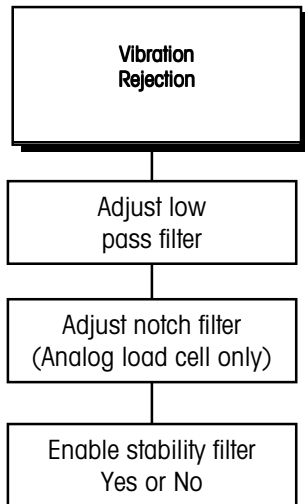 Vibration
Rejection
Adjust low
pass filter
Adjust notch filter
(Analog load cell only)
Enable stability filter
Yes or No